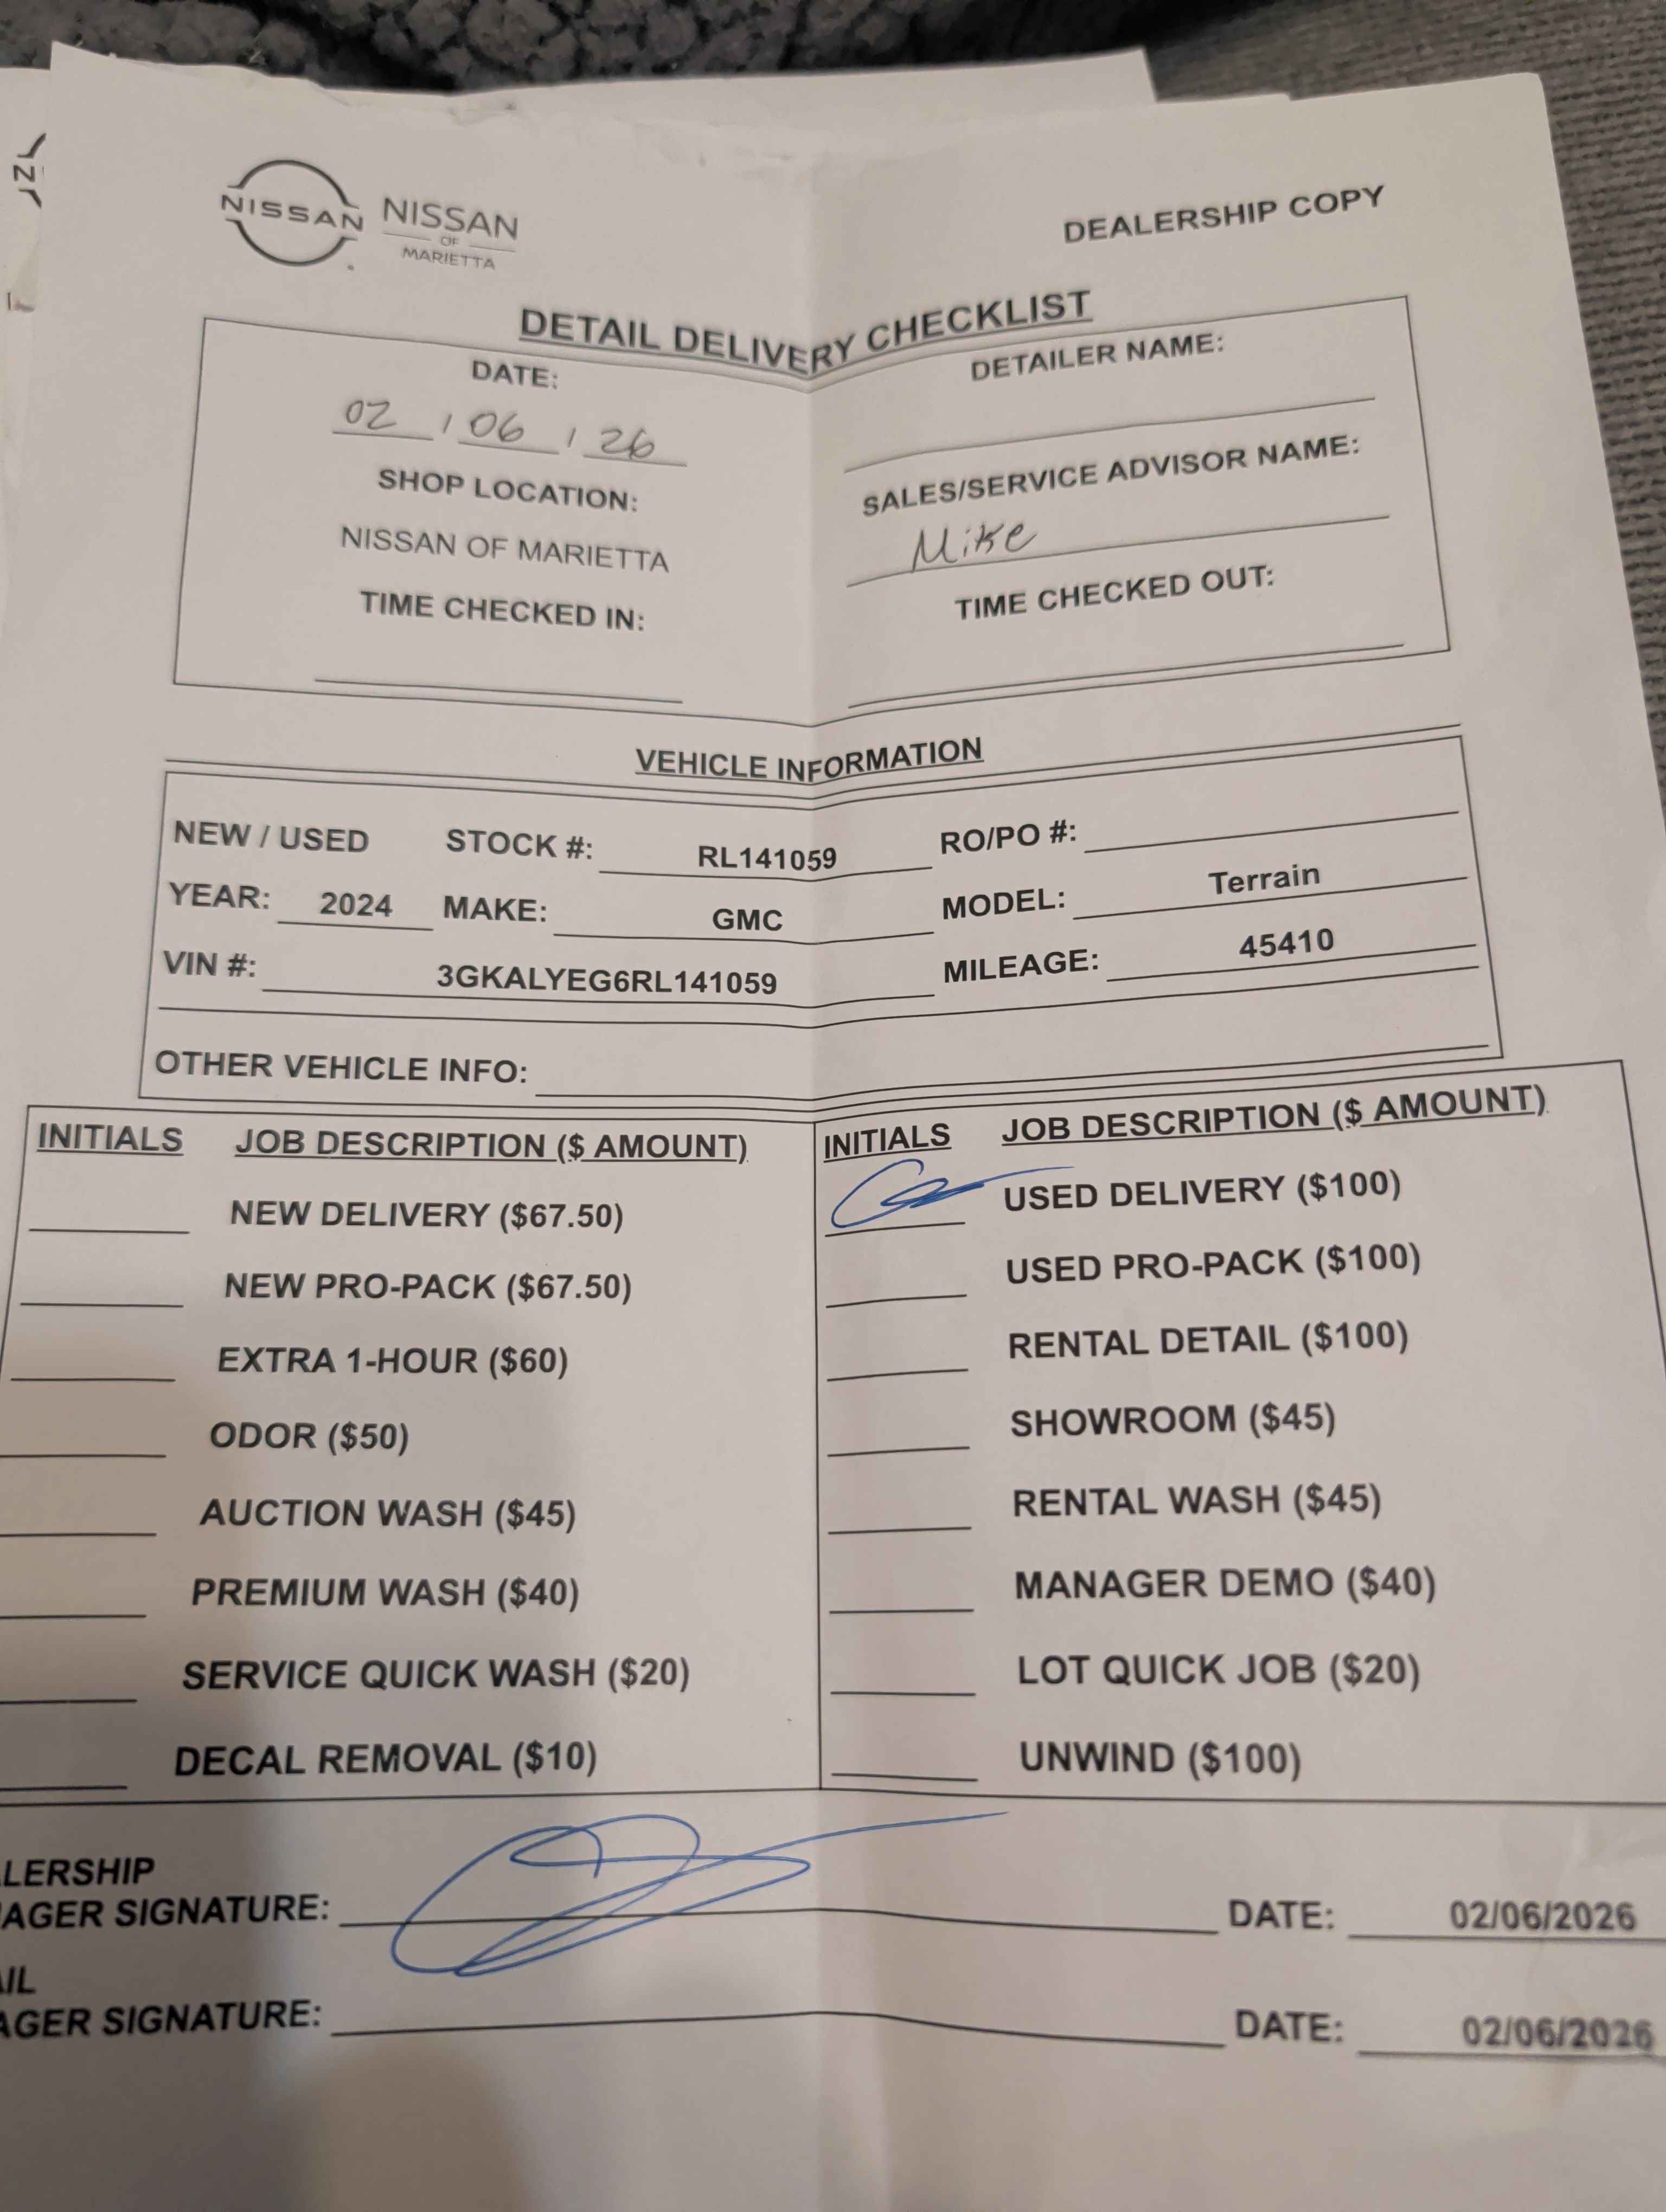 NISSAN
NISSAN
OF
MARIETTA
DEALERSHIP COPY
DETAIL DELIVERY CHECKLIST
DATE:
02 / 06 / 26
SHOP LOCATION:
NISSAN OF MARIETTA
TIME CHECKED IN:
DETAILER NAME:
SALES/SERVICE ADVISOR NAME:
Mike
TIME CHECKED OUT:
VEHICLE INFORMATION
NEW / USED STOCK #: RL141059 RO/PO #:
YEAR: 2024 MAKE: GMC MODEL: Terrain
VIN #: 3GKALYEG6RL141059 MILEAGE: 45410
OTHER VEHICLE INFO:
INITIALS JOB DESCRIPTION ($ AMOUNT)
NEW DELIVERY ($67.50)
NEW PRO-PACK ($67.50)
EXTRA 1-HOUR ($60)
ODOR ($50)
AUCTION WASH ($45)
PREMIUM WASH ($40)
SERVICE QUICK WASH ($20)
DECAL REMOVAL ($10)
INITIALS JOB DESCRIPTION ($ AMOUNT)
USED DELIVERY ($100)
USED PRO-PACK ($100)
RENTAL DETAIL ($100)
SHOWROOM ($45)
RENTAL WASH ($45)
MANAGER DEMO ($40)
LOT QUICK JOB ($20)
UNWIND ($100)
LERSHIP
AGER SIGNATURE: DATE: 02/06/2026
IL
AGER SIGNATURE: DATE: 02/06/2026